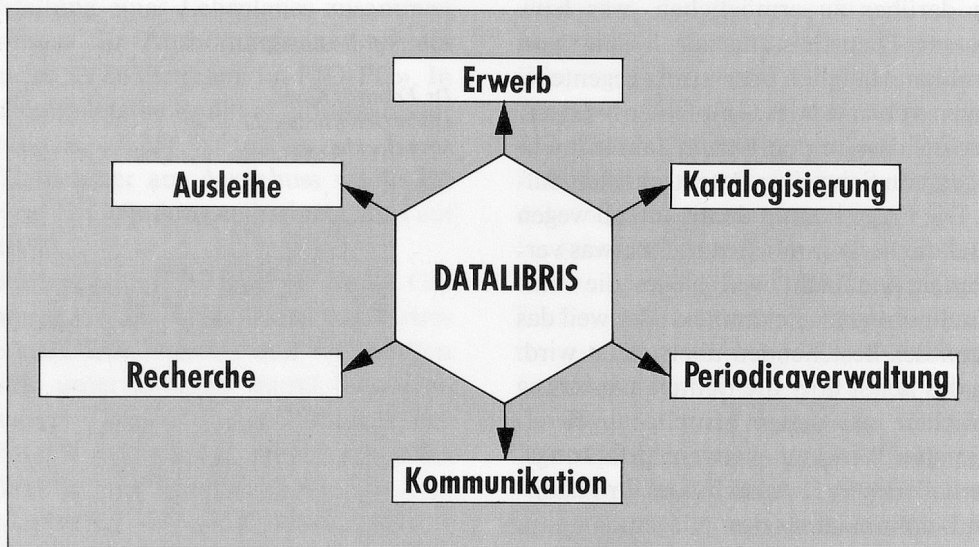 Erwerb
Ausleihe
Katalogisierung
DATALIBRIS
Recherche
Periodicaverwaltung
Kommunikation